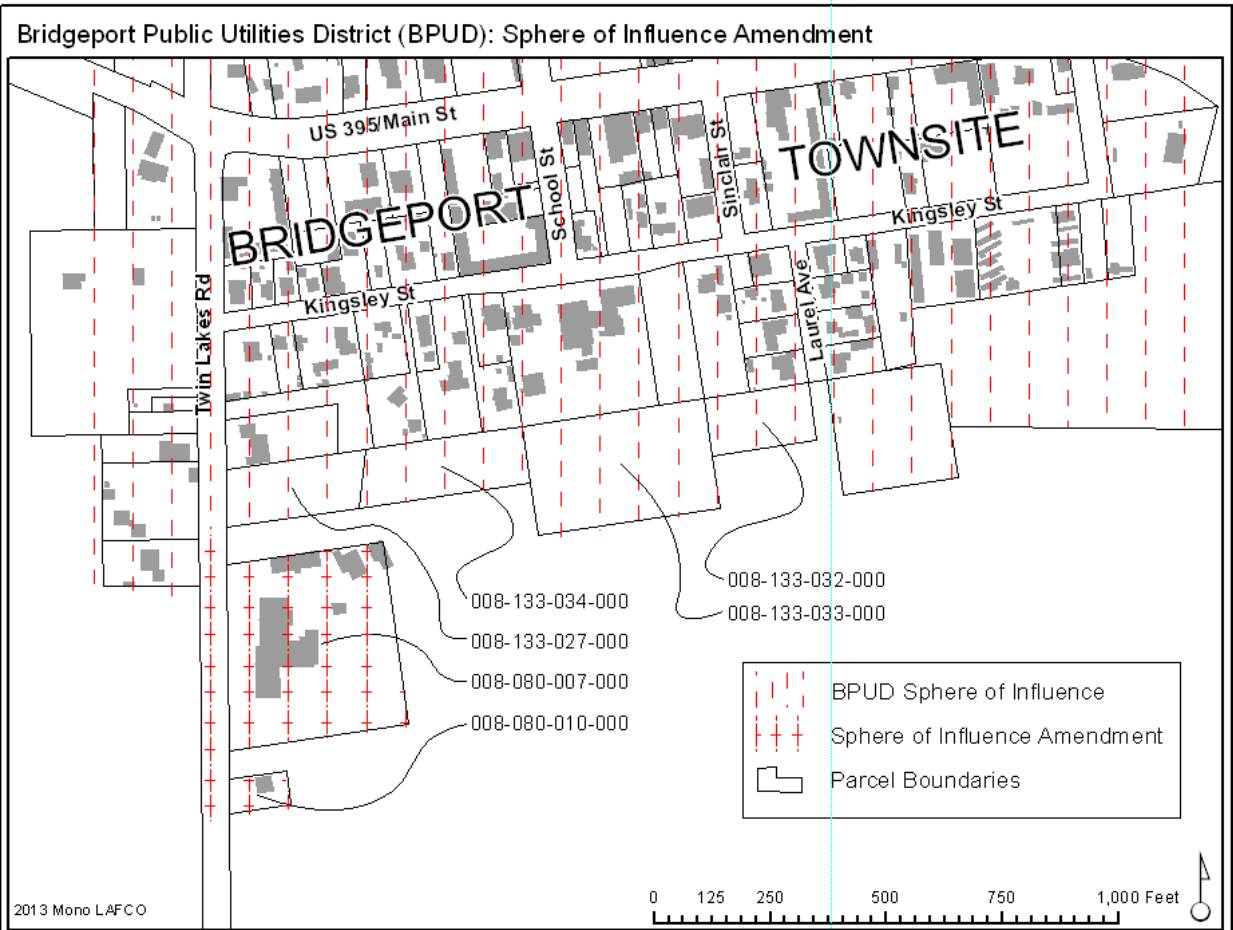 Bridgeport Public Utilities District (BPUD): Sphere of Influence Amendment
US 395/Main St
BRIDGEPORT
TOWNSITE
School St
Sinclair St
Kingsley St
Kingsley St
Twin Lakes Rd
Laurel Ave
008-133-032-000
008-133-034-000
008-133-033-000
008-133-027-000
008-080-007-000
008-080-010-000
BPUD Sphere of Influence
Sphere of Influence Amendment
Parcel Boundaries
2013 Mono LAFCO
0 125 250 500 750 1,000 Feet